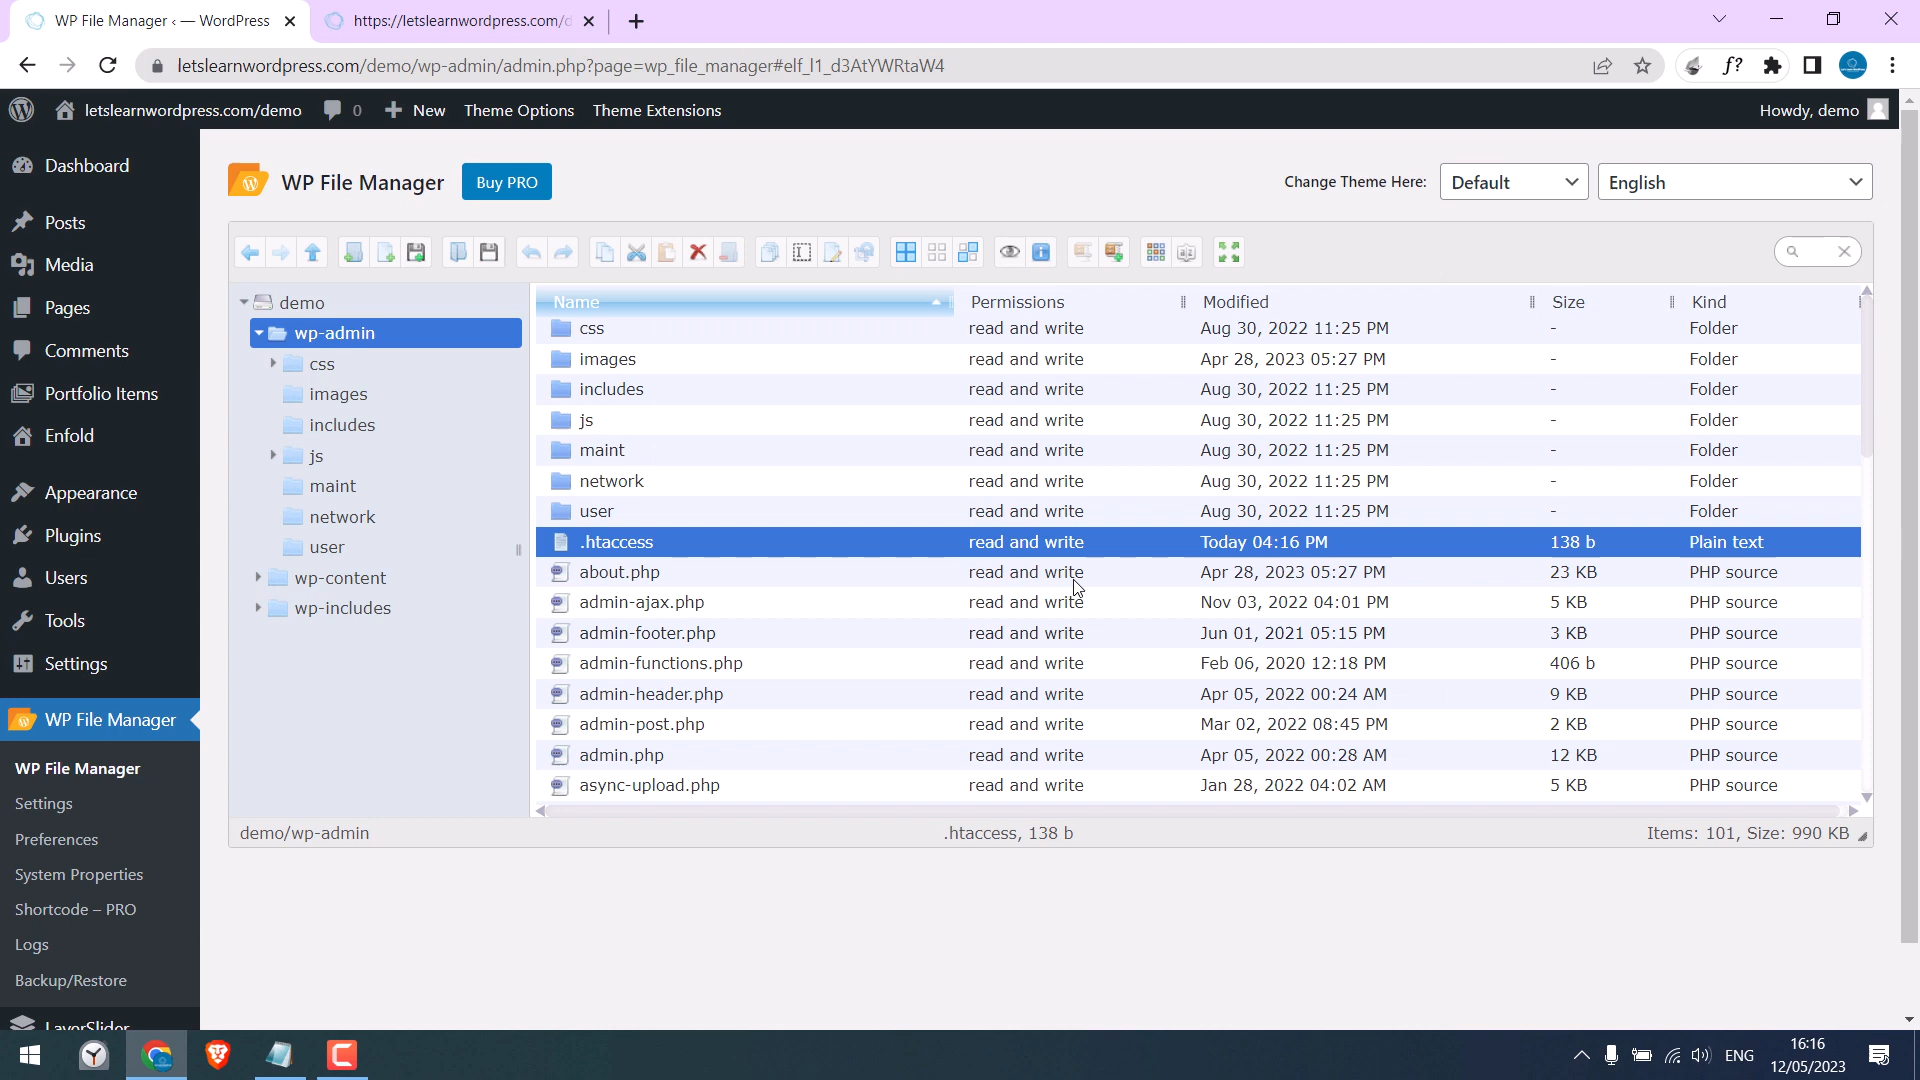 WP File Manager ‹ — WordPress
https://letslearnwordpress.com/d
letslearnwordpress.com/demo/wp-admin/admin.php?page=wp_file_manager#elf_l1_d3AtYWRtaW4
f?
letslearnwordpress.com/demo
0
New
Theme Options
Theme Extensions
Howdy, demo
Dashboard
Posts
Media
Pages
Comments
Portfolio Items
Enfold
Appearance
Plugins
Users
Tools
Settings
WP File Manager
WP File Manager
Settings
Preferences
System Properties
Shortcode – PRO
Logs
Backup/Restore
LayerSlider
WP File Manager
Buy PRO
Change Theme Here:
Default
English
demo
wp-admin
css
images
includes
js
maint
network
user
wp-content
wp-includes
Name Permissions Modified Size Kind
css read and write Aug 30, 2022 11:25 PM - Folder
images read and write Apr 28, 2023 05:27 PM - Folder
includes read and write Aug 30, 2022 11:25 PM - Folder
js read and write Aug 30, 2022 11:25 PM - Folder
maint read and write Aug 30, 2022 11:25 PM - Folder
network read and write Aug 30, 2022 11:25 PM - Folder
user read and write Aug 30, 2022 11:25 PM - Folder
.htaccess read and write Today 04:16 PM 138 b Plain text
about.php read and write Apr 28, 2023 05:27 PM 23 KB PHP source
admin-ajax.php read and write Nov 03, 2022 04:01 PM 5 KB PHP source
admin-footer.php read and write Jun 01, 2021 05:15 PM 3 KB PHP source
admin-functions.php read and write Feb 06, 2020 12:18 PM 406 b PHP source
admin-header.php read and write Apr 05, 2022 00:24 AM 9 KB PHP source
admin-post.php read and write Mar 02, 2022 08:45 PM 2 KB PHP source
admin.php read and write Apr 05, 2022 00:28 AM 12 KB PHP source
async-upload.php read and write Jan 28, 2022 04:02 AM 5 KB PHP source
demo/wp-admin
.htaccess, 138 b
Items: 101, Size: 990 KB
ENG
16:16
12/05/2023